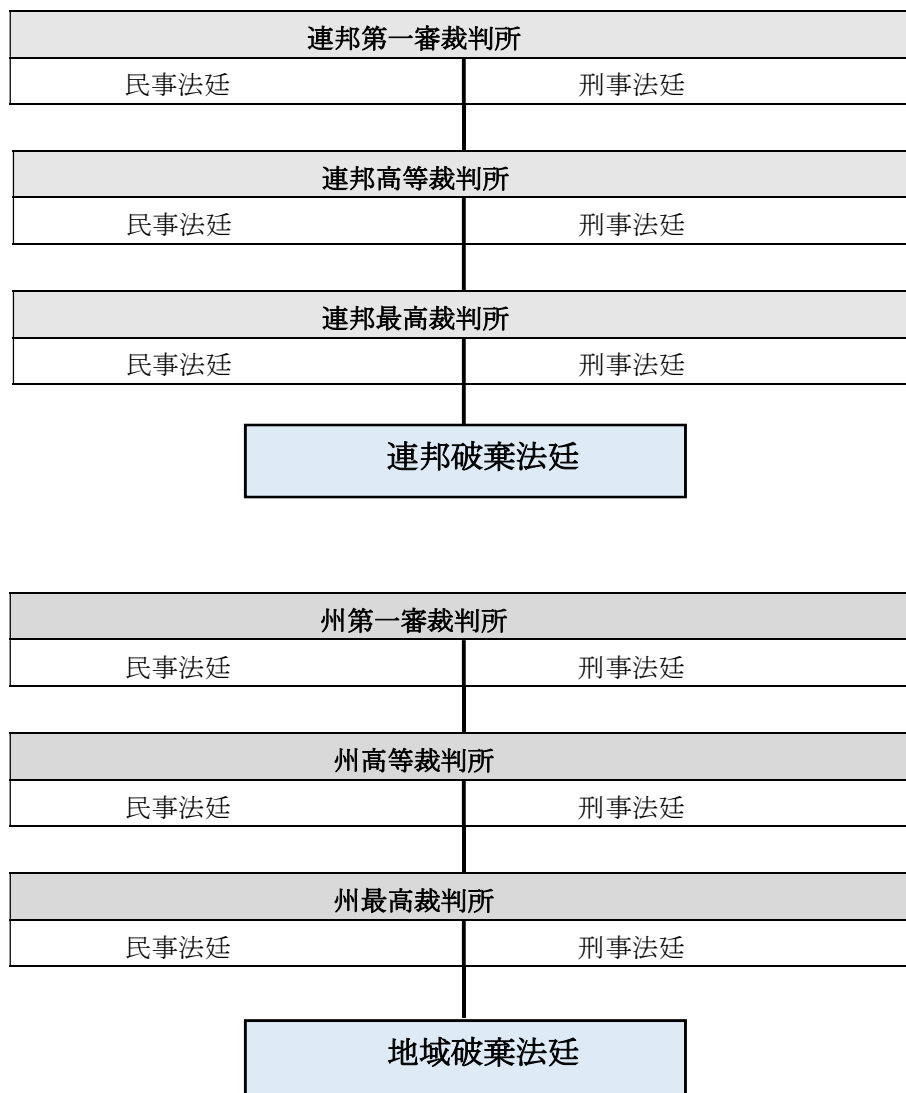 連邦第一審裁判所
民事法廷 刑事法廷
連邦高等裁判所
民事法廷 刑事法廷
連邦最高裁判所
民事法廷 刑事法廷
連邦破棄法廷
州第一審裁判所
民事法廷 刑事法廷
州高等裁判所
民事法廷 刑事法廷
州最高裁判所
民事法廷 刑事法廷
地域破棄法廷